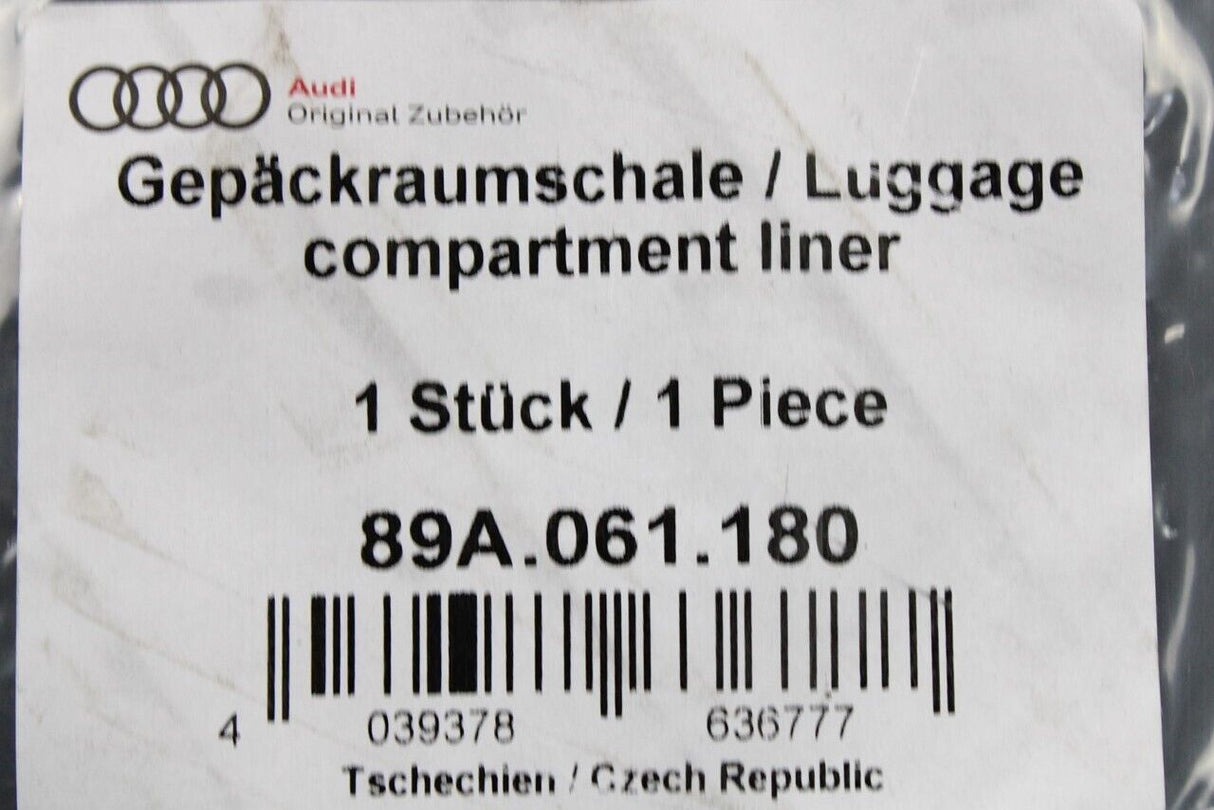 Audi
Original Zubehör
Gepäckraumschale / Luggage
compartment liner
1 Stück / 1 Piece
89A.061.180
4 039378 636777
Tschechien / Czech Republic